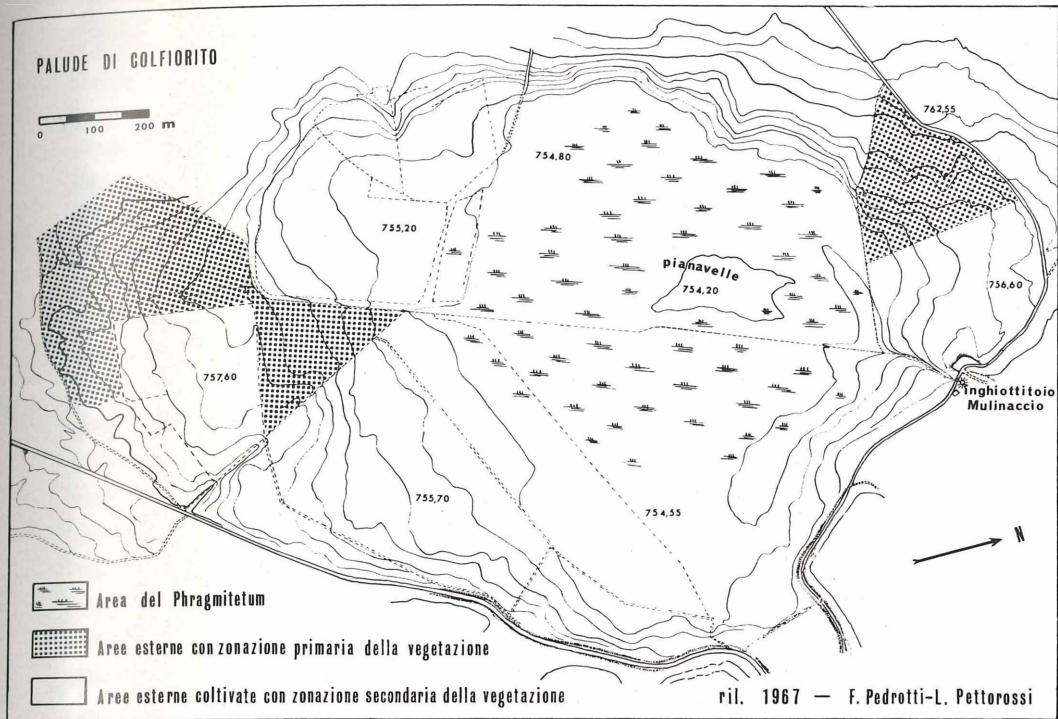 PALUDE DI COLFIORITO
0 100 200 m
762,55
754,80
755,20
pianavelle
754,20
756,60
757,60
Inghiottitoio
Mulinaccio
755,70
754,55
N
Area del Phragmitetum
Aree esterne con zonazione primaria della vegetazione
Aree esterne coltivate con zonazione secondaria della vegetazione
ril. 1967 — F. Pedrotti-L. Pettorossi